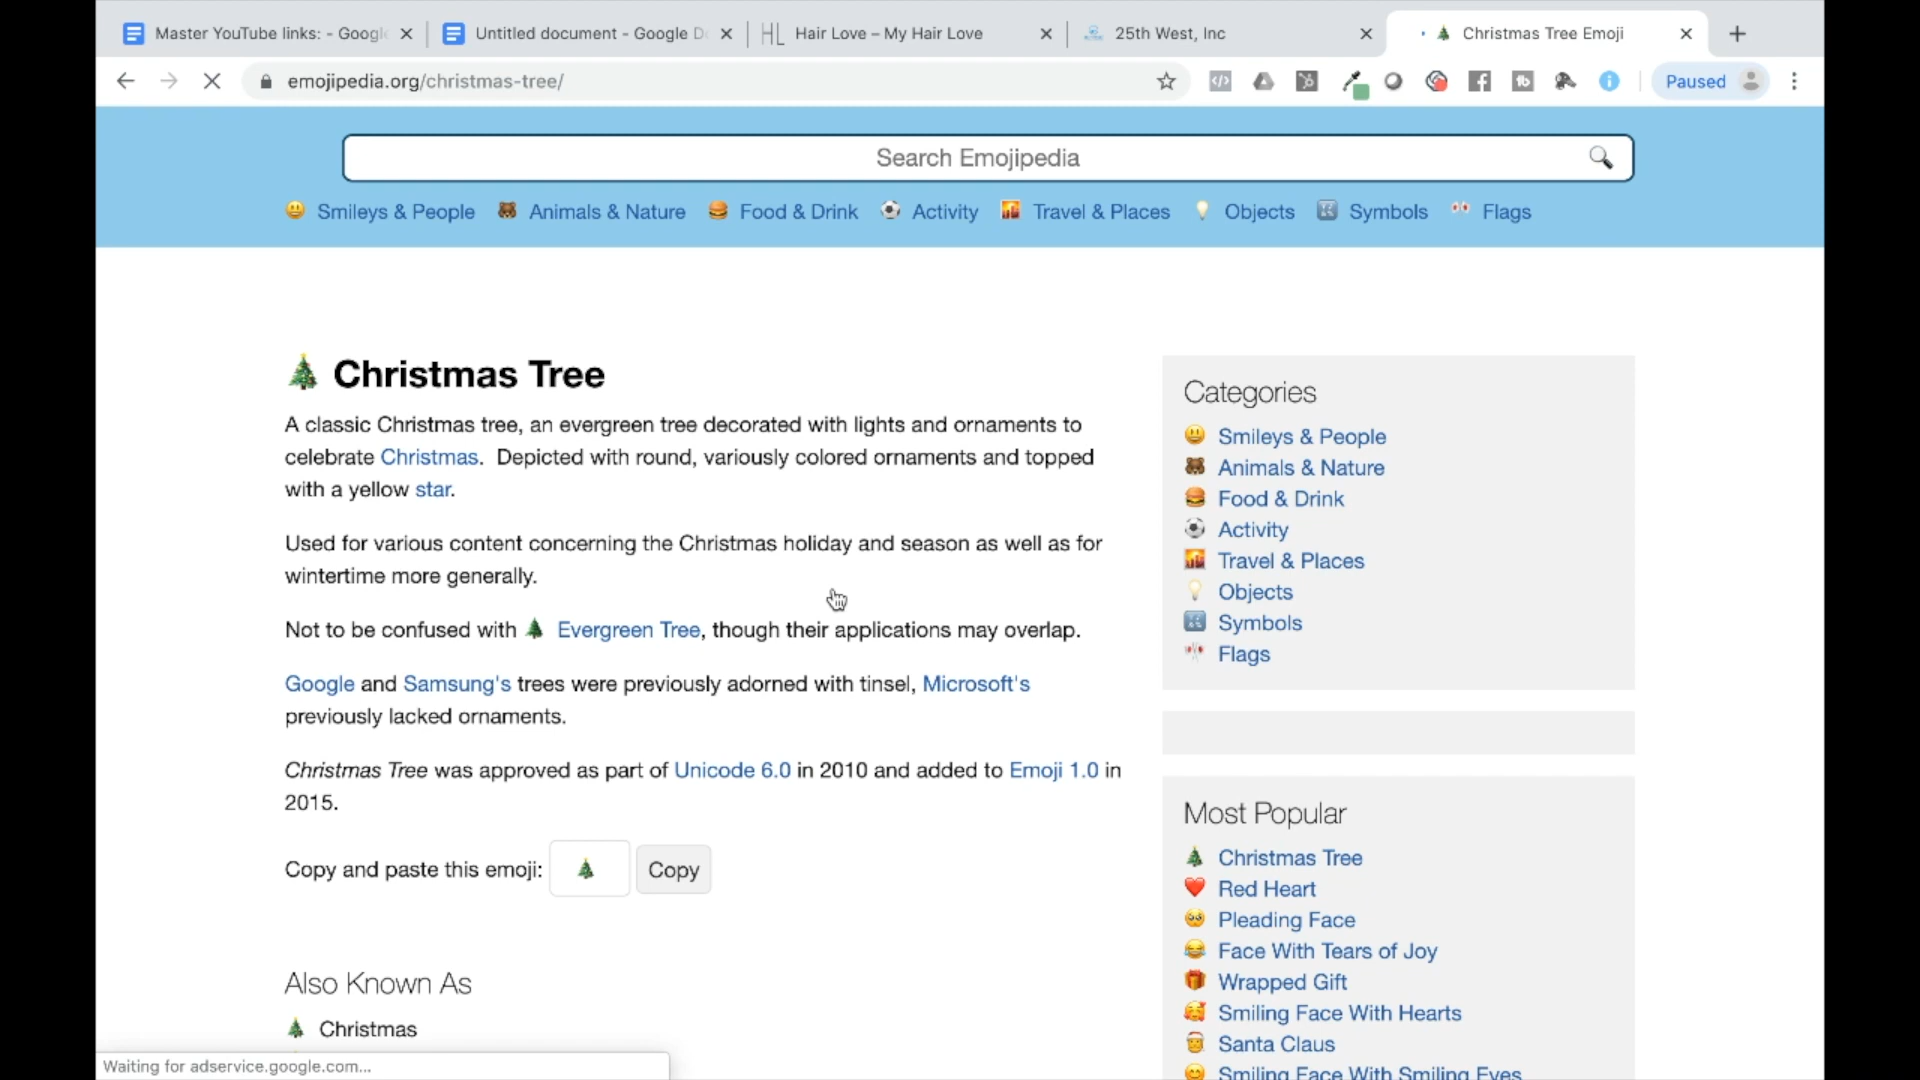 Master YouTube links: - Google
Untitled document - Google D
Hair Love – My Hair Love
25th West, Inc
Christmas Tree Emoji
emojipedia.org/christmas-tree/
Paused
Search Emojipedia
Smileys & People
Animals & Nature
Food & Drink
Activity
Travel & Places
Objects
Symbols
Flags
Christmas Tree
A classic Christmas tree, an evergreen tree decorated with lights and ornaments to
celebrate Christmas. Depicted with round, variously colored ornaments and topped
with a yellow star.
Used for various content concerning the Christmas holiday and season as well as for
wintertime more generally.
Not to be confused with 🌲 Evergreen Tree, though their applications may overlap.
Google and Samsung's trees were previously adorned with tinsel, Microsoft's
previously lacked ornaments.
Christmas Tree was approved as part of Unicode 6.0 in 2010 and added to Emoji 1.0 in
2015.
Copy and paste this emoji: 🎄 Copy
Also Known As
Christmas
Categories
Smileys & People
Animals & Nature
Food & Drink
Activity
Travel & Places
Objects
Symbols
Flags
Most Popular
Christmas Tree
Red Heart
Pleading Face
Face With Tears of Joy
Wrapped Gift
Smiling Face With Hearts
Santa Claus
Smiling Face With Smiling Eyes
Waiting for adservice.google.com...